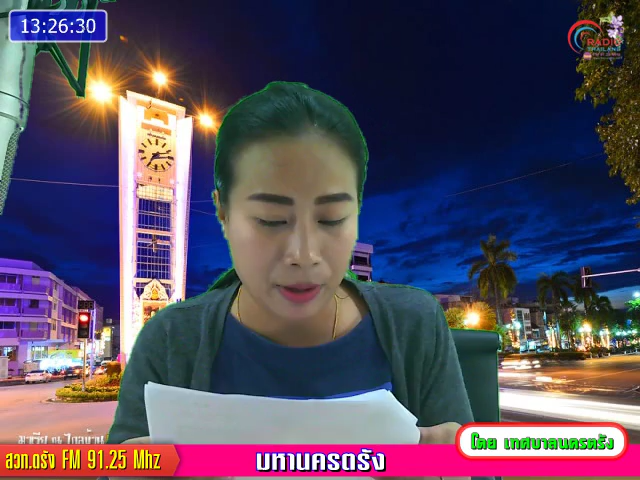 13:26:30
RADIO
THAILAND
สวท.ตรัง FM 91.25 Mhz
มหานครตรัง
โดย เทศบาลนครตรัง